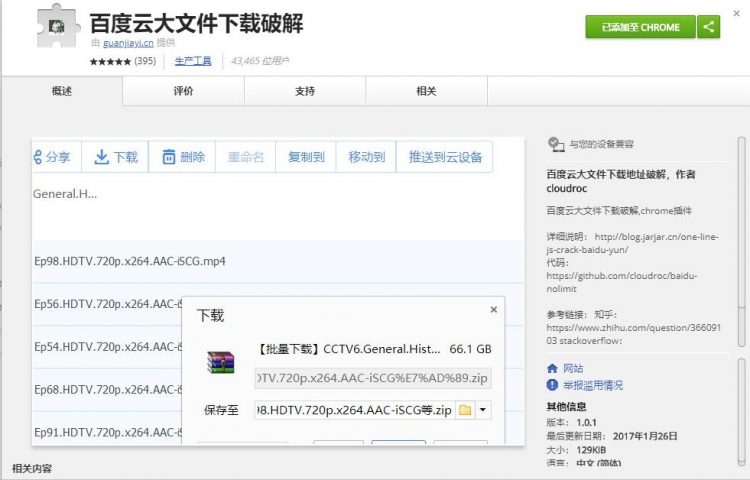 百度云大文件下载破解
由 guanjiayi.cn 提供
★★★★★ (395) 生产工具 43,465 位用户
已添加至 CHROME
概述 评价 支持 相关
分享 下载 删除 重命名 复制到 移动到 推送到云设备
General.H...
Ep98.HDTV.720p.x264.AAC-iSCG.mp4
Ep56.HDTV.720p.x264.AAC-iS
Ep54.HDTV.720p.x264.AAC-iS
Ep68.HDTV.720p.x264.AAC-iS
Ep91.HDTV.720p.x264.AAC-iS
下载
【批量下载】CCTV6.General.Hist... 66.1 GB
DTV.720p.x264.AAC-iSCG%E7%AD%89.zip
保存至 98.HDTV.720p.x264.AAC-iSCG等.zip
与您的设备兼容
百度云大文件下载地址破解，作者
cloudroc
百度云大文件下载破解,chrome插件
详细说明： http://blog.jarjar.cn/one-line-
js-crack-baidu-yun/
代码：
https://github.com/cloudroc/baidu-
nolimit
参考链接： 知乎：
https://www.zhihu.com/question/366091
03 stackoverflow:
网站
举报滥用情况
其他信息
版本： 1.0.1
最后更新日期： 2017年1月26日
大小： 129KiB
语言： 中文 (简体)
相关内容